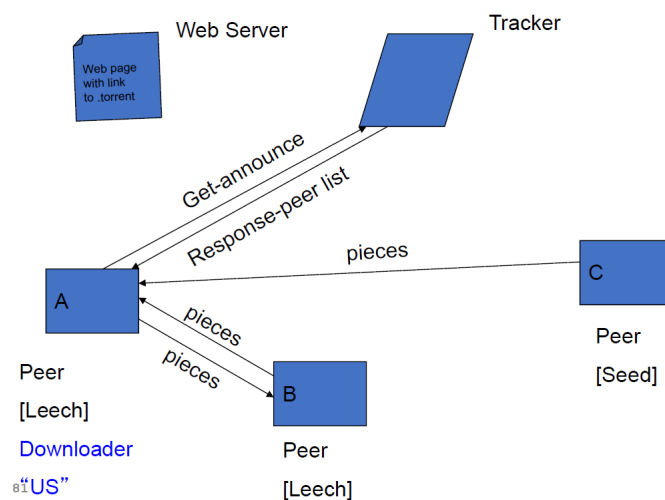 Web Server
Tracker
Web page
with link
to .torrent
Get-announce
Response-peer list
pieces
A
C
pieces
pieces
B
Peer
[Seed]
Peer
[Leech]
Downloader
"US"
Peer
[Leech]
81